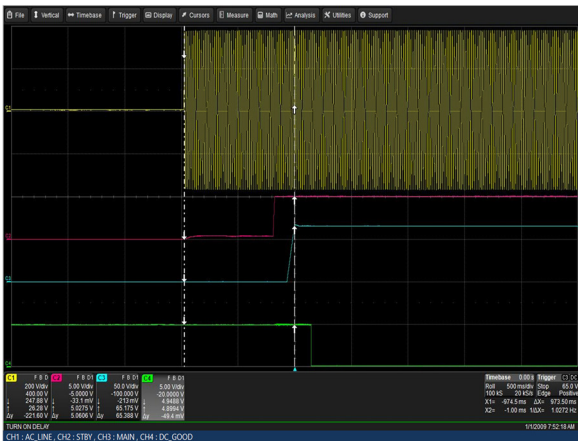 File Vertical Timebase Trigger Display Cursors Measure Math Analysis Utilities Support
C1
C2
C3
C4
C1 F B D C2 F B D1 C3 F B D1 C4 F B D1
200 V/div 5.00 V/div 50.0 V/div 5.00 V/div
400.00 V -5.0000 V -100.000 V -20.0000 V
↓ 247.88 V ↓ -33.1 mV ↓ -213 mV ↓ 4.9488 V
↑ 26.28 V ↑ 5.0275 V ↑ 65.175 V ↑ 4.8994 V
Δy -221.60 V Δy 5.0606 V Δy 65.388 V Δy -49.4 mV
Timebase 0.00 s Trigger C3 DC
Roll 500 ms/div Stop 65.0 V
100 kS 20 kS/s Edge Positive
X1= -974.5 ms ΔX= 973.50 ms
X2= -1.00 ms 1/ΔX= 1.0272 Hz
TURN ON DELAY 1/1/2009 7:52:18 AM
CH1 : AC_LINE , CH2 : STBY , CH3 : MAIN , CH4 : DC_GOOD